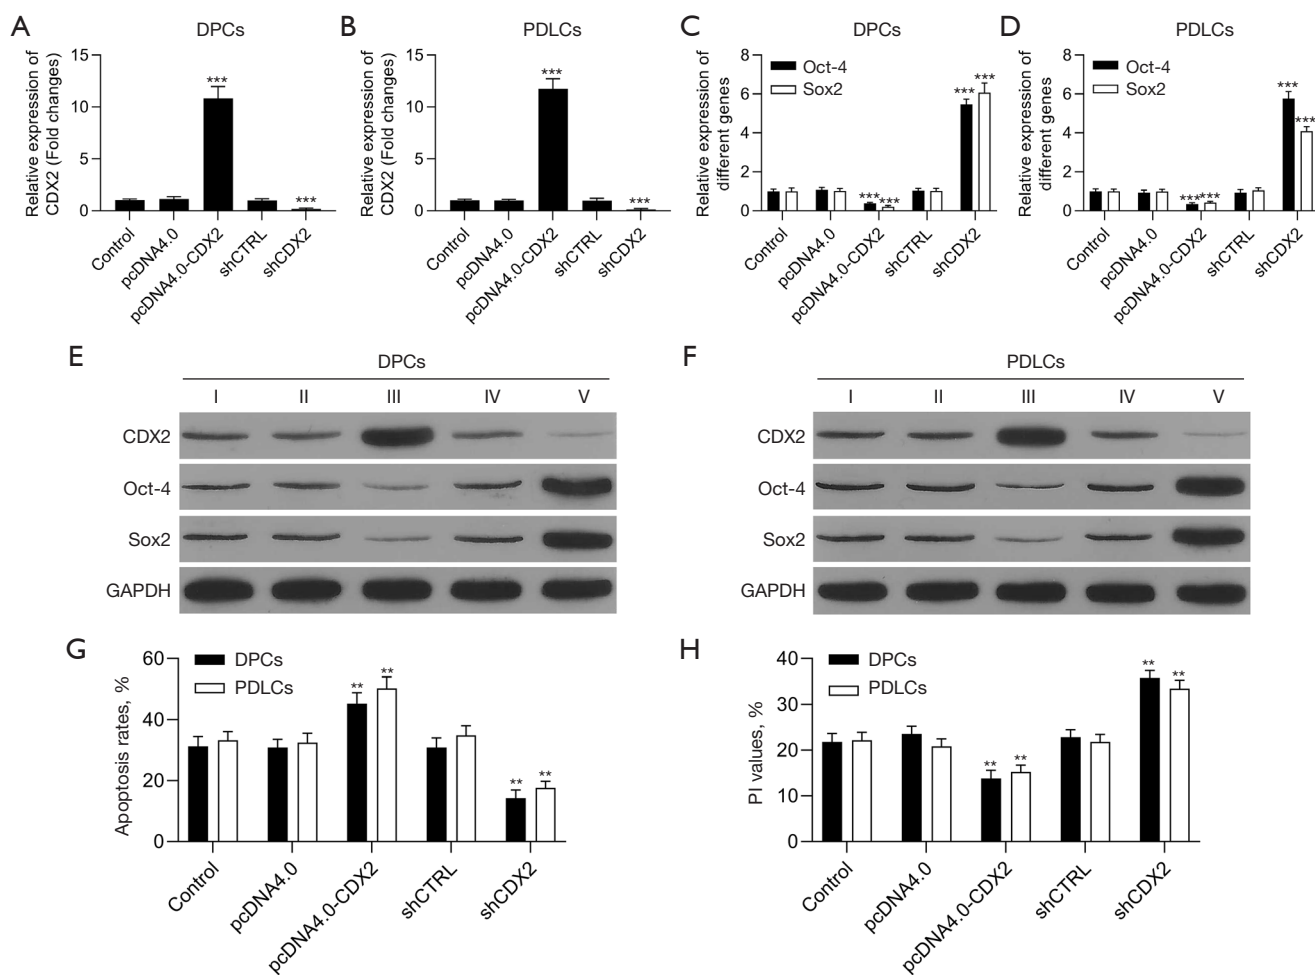 A
DPCs
Relative expression of
CDX2 (Fold changes)
15
10
5
0
***
***
Control
pcDNA4.0
pcDNA4.0-CDX2
shCTRL
shCDX2
B
PDLCs
Relative expression of
CDX2 (Fold changes)
15
10
5
0
***
***
Control
pcDNA4.0
pcDNA4.0-CDX2
shCTRL
shCDX2
C
DPCs
Relative expression of
different genes
8
6
4
2
0
Oct-4
Sox2
***
***
***
***
Control
pcDNA4.0
pcDNA4.0-CDX2
shCTRL
shCDX2
D
PDLCs
Relative expression of
different genes
8
6
4
2
0
Oct-4
Sox2
***
***
***
***
Control
pcDNA4.0
pcDNA4.0-CDX2
shCTRL
shCDX2
E
DPCs
I II III IV V
CDX2
Oct-4
Sox2
GAPDH
F
PDLCs
I II III IV V
CDX2
Oct-4
Sox2
GAPDH
G
Apoptosis rates, %
60
40
20
0
DPCs
PDLCs
**
**
**
**
Control
pcDNA4.0
pcDNA4.0-CDX2
shCTRL
shCDX2
H
PI values, %
40
30
20
10
0
DPCs
PDLCs
**
**
**
**
Control
pcDNA4.0
pcDNA4.0-CDX2
shCTRL
shCDX2